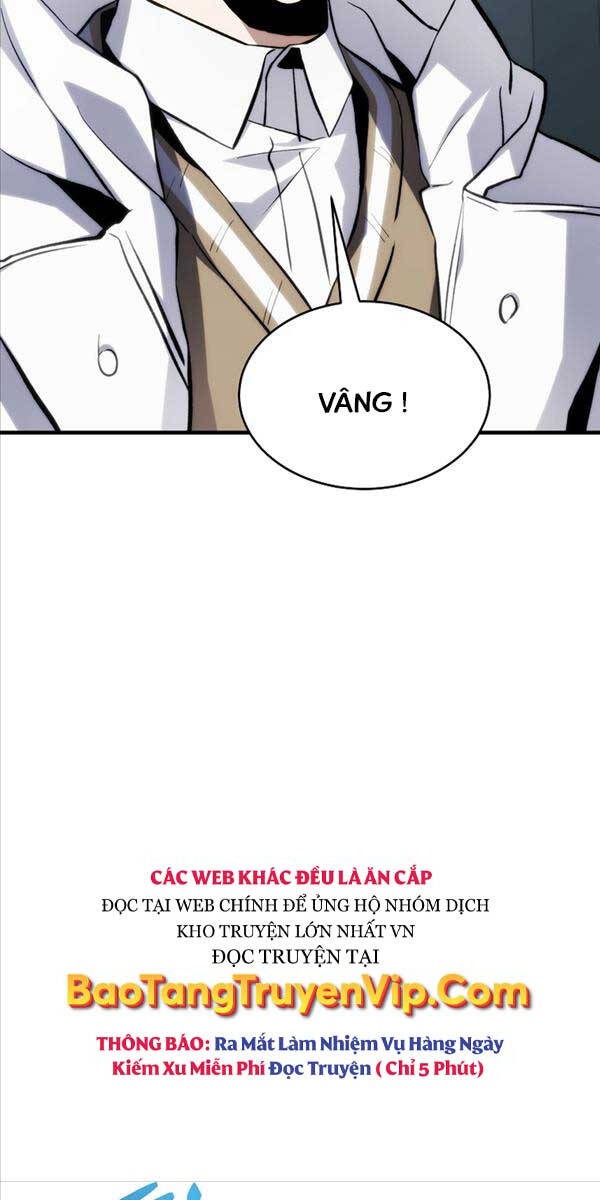 VÂNG !
CÁC WEB KHÁC ĐỀU LÀ ĂN CẮP
ĐỌC TẠI WEB CHÍNH ĐỂ ỦNG HỘ NHÓM DỊCH
KHO TRUYỆN LỚN NHẤT VN
ĐỌC TRUYỆN TẠI
BaoTangTruyenVip.Com
THÔNG BÁO: Ra Mắt Làm Nhiệm Vụ Hàng Ngày
Kiếm Xu Miễn Phí Đọc Truyện ( Chỉ 5 Phút)